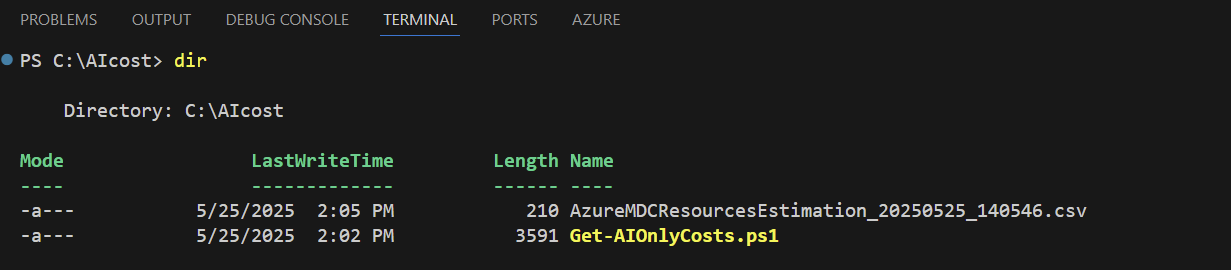 PROBLEMS OUTPUT DEBUG CONSOLE TERMINAL PORTS AZURE
PS C:\AIcost> dir
Directory: C:\AIcost
Mode LastWriteTime Length Name
---- ------------- ------ ----
-a--- 5/25/2025 2:05 PM 210 AzureMDCResourcesEstimation_20250525_140546.csv
-a--- 5/25/2025 2:02 PM 3591 Get-AIOnlyCosts.ps1